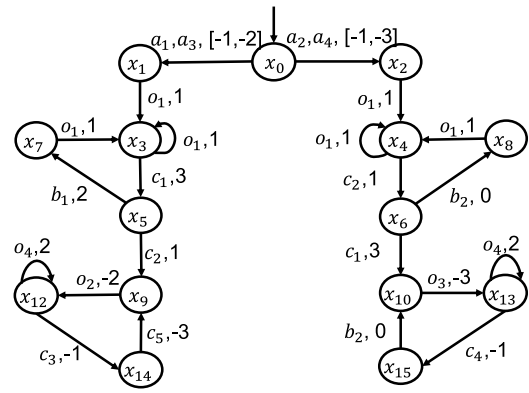 a₁,a₃, [-1,-2] a₂,a₄, [-1,-3]
x₁ x₀ x₂
o₁,1 o₁,1
o₁,1 o₁,1 o₁,1 o₁,1
x₇ x₃ x₄ x₈
c₁,3 c₂,1
b₁,2 b₂, 0
x₅ x₆
o₄,2 c₂,1 c₁,3 o₄,2
o₂,-2 o₃,-3
x₁₂ x₉ x₁₀ x₁₃
c₃,-1 c₅,-3 b₂, 0 c₄,-1
x₁₄ x₁₅